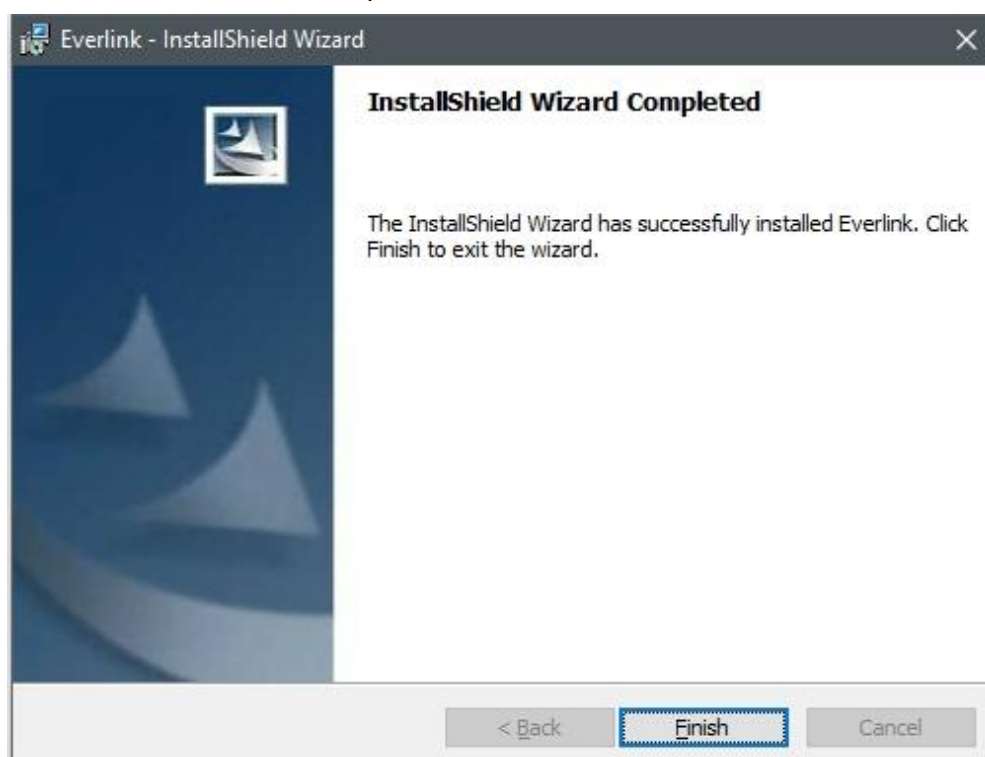 Everlink - InstallShield Wizard
InstallShield Wizard Completed
The InstallShield Wizard has successfully installed Everlink. Click
Finish to exit the wizard.
< Back
Finish
Cancel